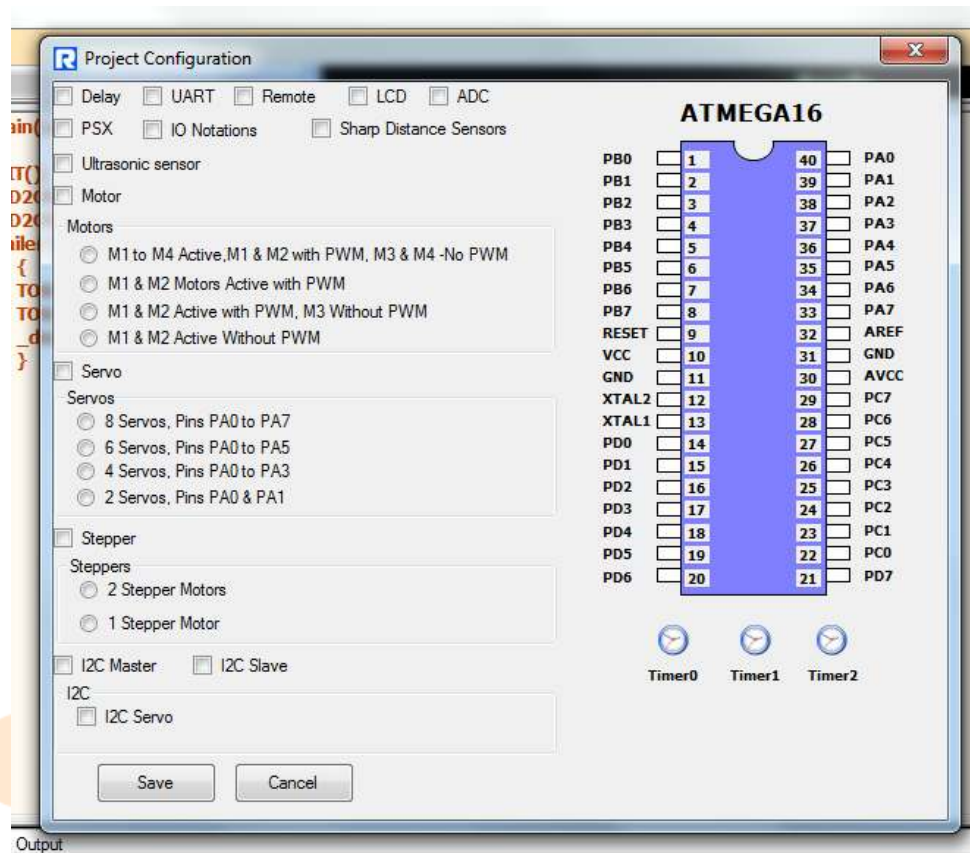 Project Configuration
Delay UART Remote LCD ADC
PSX IO Notations Sharp Distance Sensors
Ultrasonic sensor
Motor
Motors
M1 to M4 Active,M1 & M2 with PWM, M3 & M4 -No PWM
M1 & M2 Motors Active with PWM
M1 & M2 Active with PWM, M3 Without PWM
M1 & M2 Active Without PWM
Servo
Servos
8 Servos, Pins PA0 to PA7
6 Servos, Pins PA0 to PA5
4 Servos, Pins PA0 to PA3
2 Servos, Pins PA0 & PA1
Stepper
Steppers
2 Stepper Motors
1 Stepper Motor
I2C Master I2C Slave
I2C
I2C Servo
Save Cancel
ATMEGA16
PB0 1 40 PA0
PB1 2 39 PA1
PB2 3 38 PA2
PB3 4 37 PA3
PB4 5 36 PA4
PB5 6 35 PA5
PB6 7 34 PA6
PB7 8 33 PA7
RESET 9 32 AREF
VCC 10 31 GND
GND 11 30 AVCC
XTAL2 12 29 PC7
XTAL1 13 28 PC6
PD0 14 27 PC5
PD1 15 26 PC4
PD2 16 25 PC3
PD3 17 24 PC2
PD4 18 23 PC1
PD5 19 22 PC0
PD6 20 21 PD7
Timer0 Timer1 Timer2
{
}
Output